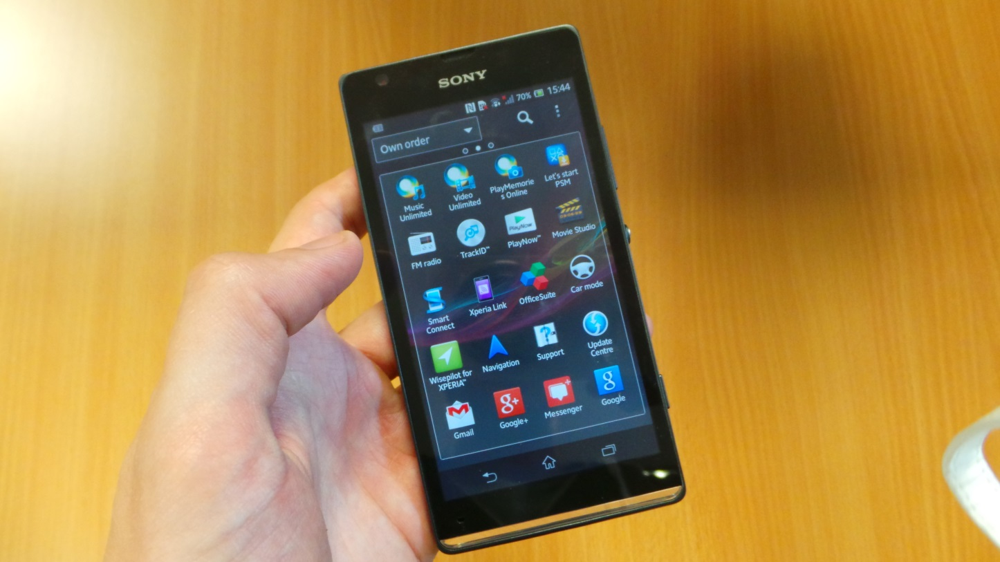 SONY
70% 15:44
Own order
Music
Unlimited
Video
Unlimited
PlayMemorie
s Online
Let's start
PSM
FM radio
TrackID™
PlayNow
PlayNow™
Movie Studio
Smart
Connect
Xperia Link
OfficeSuite
Car mode
Wisepilot for
XPERIA™
Navigation
Support
Update
Centre
Gmail
g+
Google+
Messenger
g
Google